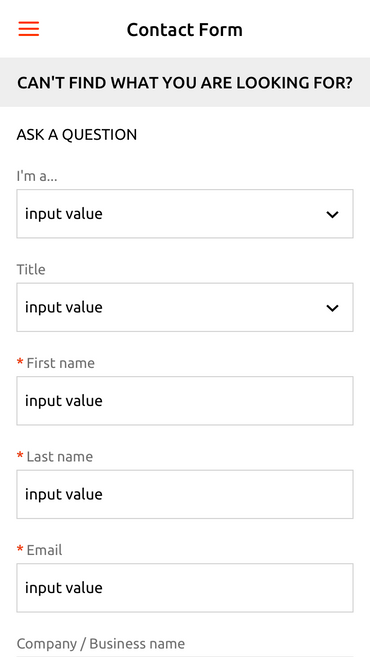 Contact Form
CAN'T FIND WHAT YOU ARE LOOKING FOR?
ASK A QUESTION
I'm a...
input value
Title
input value
* First name
input value
* Last name
input value
* Email
input value
Company / Business name